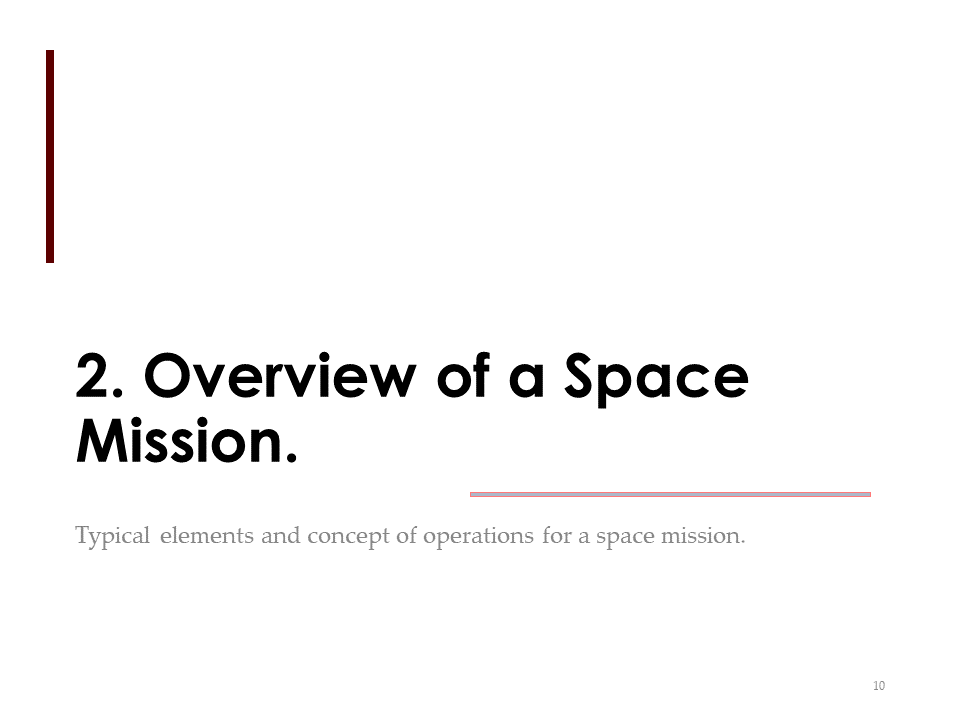 2. Overview of a Space
Mission.
Typical elements and concept of operations for a space mission.
10